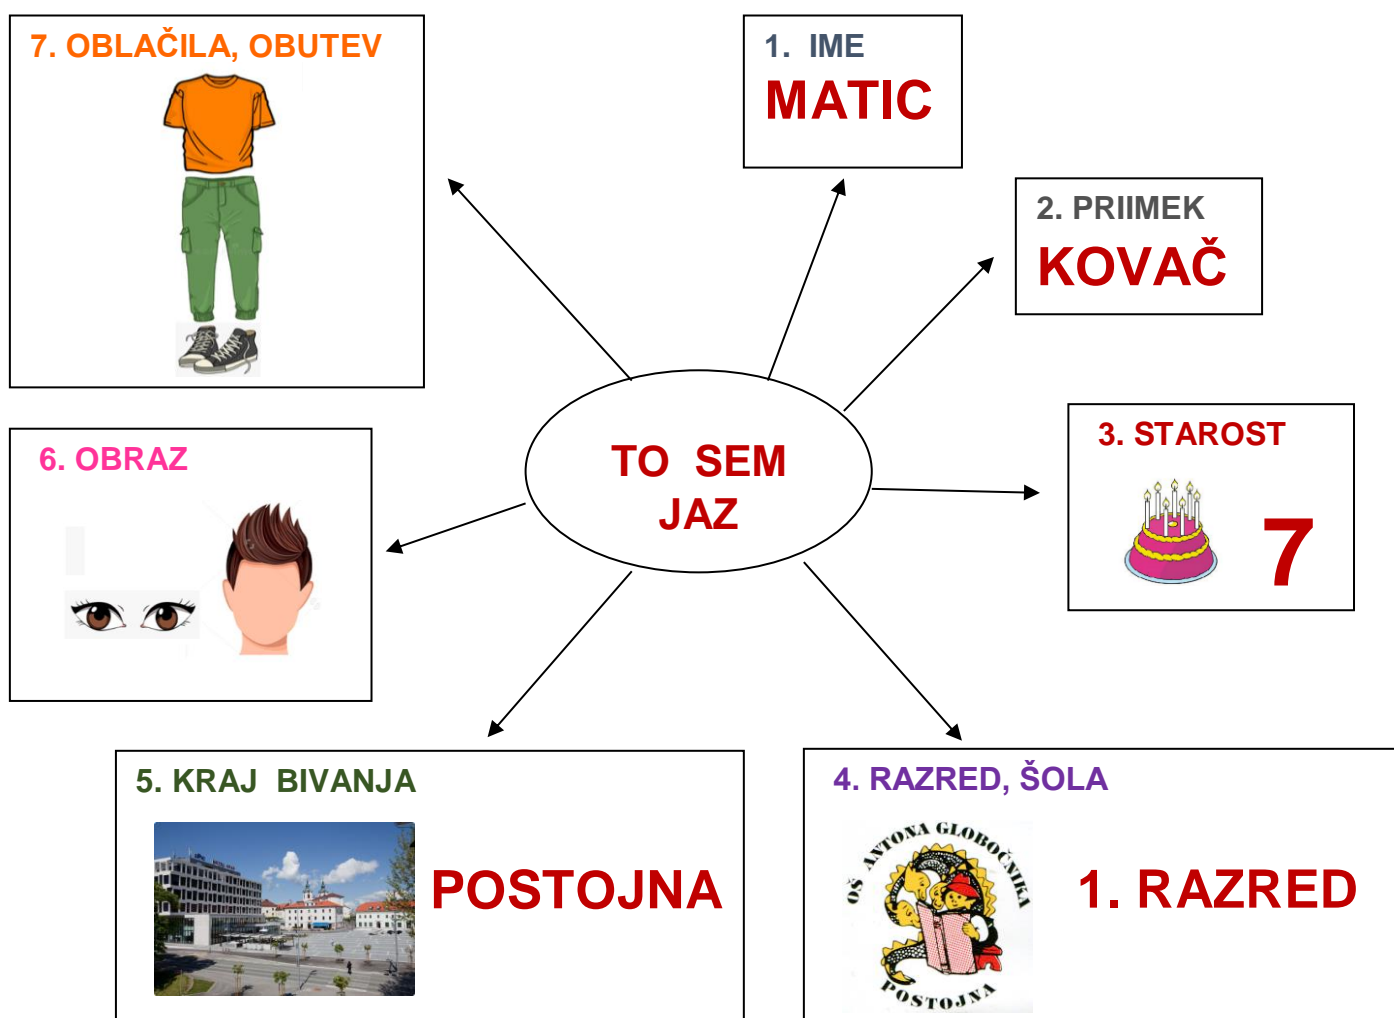 7. OBLAČILA, OBUTEV
1. IME
MATIC
2. PRIIMEK
KOVAČ
TO SEM
JAZ
3. STAROST
7
6. OBRAZ
5. KRAJ BIVANJA
POSTOJNA
4. RAZRED, ŠOLA
OŠ ANTONA GLOBOČNIKA
POSTOJNA
1. RAZRED